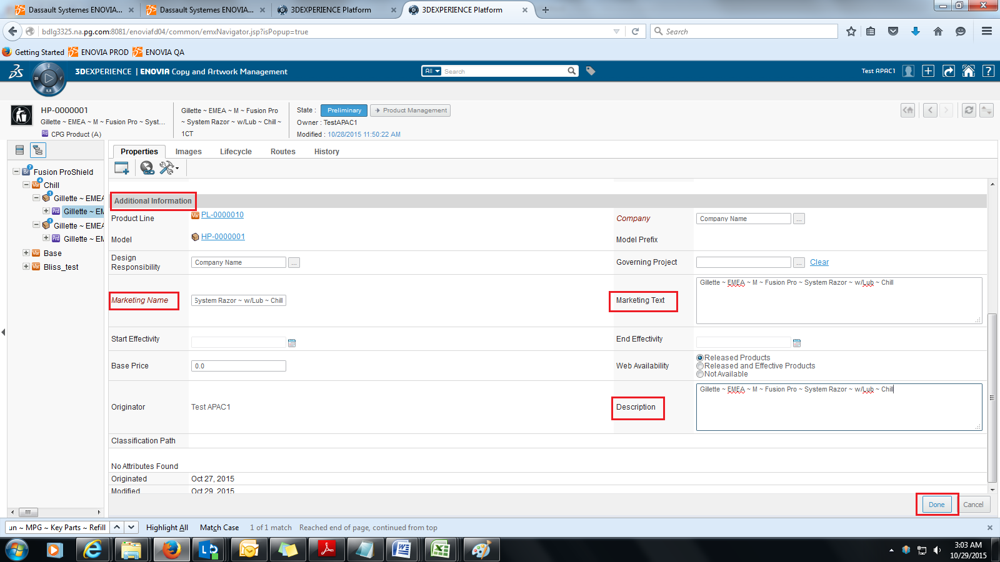 Dassault Systemes ENOVIA...
Dassault Systemes ENOVIA...
3DEXPERIENCE Platform
3DEXPERIENCE Platform
bdlg3325.na.pg.com:8081/enoviafd04/common/emxNavigator.jsp?isPopup=true
Search
Getting Started
ENOVIA PROD
ENOVIA QA
3DEXPERIENCE | ENOVIA Copy and Artwork Management
All
Search
Test APAC1
HP-0000001
Gillette ~ EMEA ~ M ~ Fusion Pro ~ Syst...
CPG Product (A)
Gillette ~ EMEA ~ M ~ Fusion Pro
~ System Razor ~ w/Lub ~ Chill ~
1CT
State : Preliminary Product Management
Owner : TestAPAC1
Modified : 10/28/2015 11:50:22 AM
Fusion ProShield
Chill
Gillette ~ EMEA
Gillette ~ EM
Gillette ~ EMEA
Gillette ~ EM
Base
Bliss_test
Properties Images Lifecycle Routes History
Additional Information
Product Line PL-0000010
Company Company Name ...
Model HP-0000001
Model Prefix
Design
Responsibility
Company Name ...
Governing Project ... Clear
Marketing Name System Razor ~ w/Lub ~ Chill
Marketing Text Gillette ~ EMEA ~ M ~ Fusion Pro ~ System Razor ~ w/Lub ~ Chill
Start Effectivity
End Effectivity
Base Price 0.0
Web Availability
Released Products
Released and Effective Products
Not Available
Originator Test APAC1
Description Gillette ~ EMEA ~ M ~ Fusion Pro ~ System Razor ~ w/Lub ~ Chill
Classification Path
No Attributes Found
Originated Oct 27, 2015
Modified Oct 29, 2015
Done Cancel
un ~ MPG ~ Key Parts ~ Refill
Highlight All Match Case 1 of 1 match Reached end of page, continued from top
3:03 AM
10/29/2015